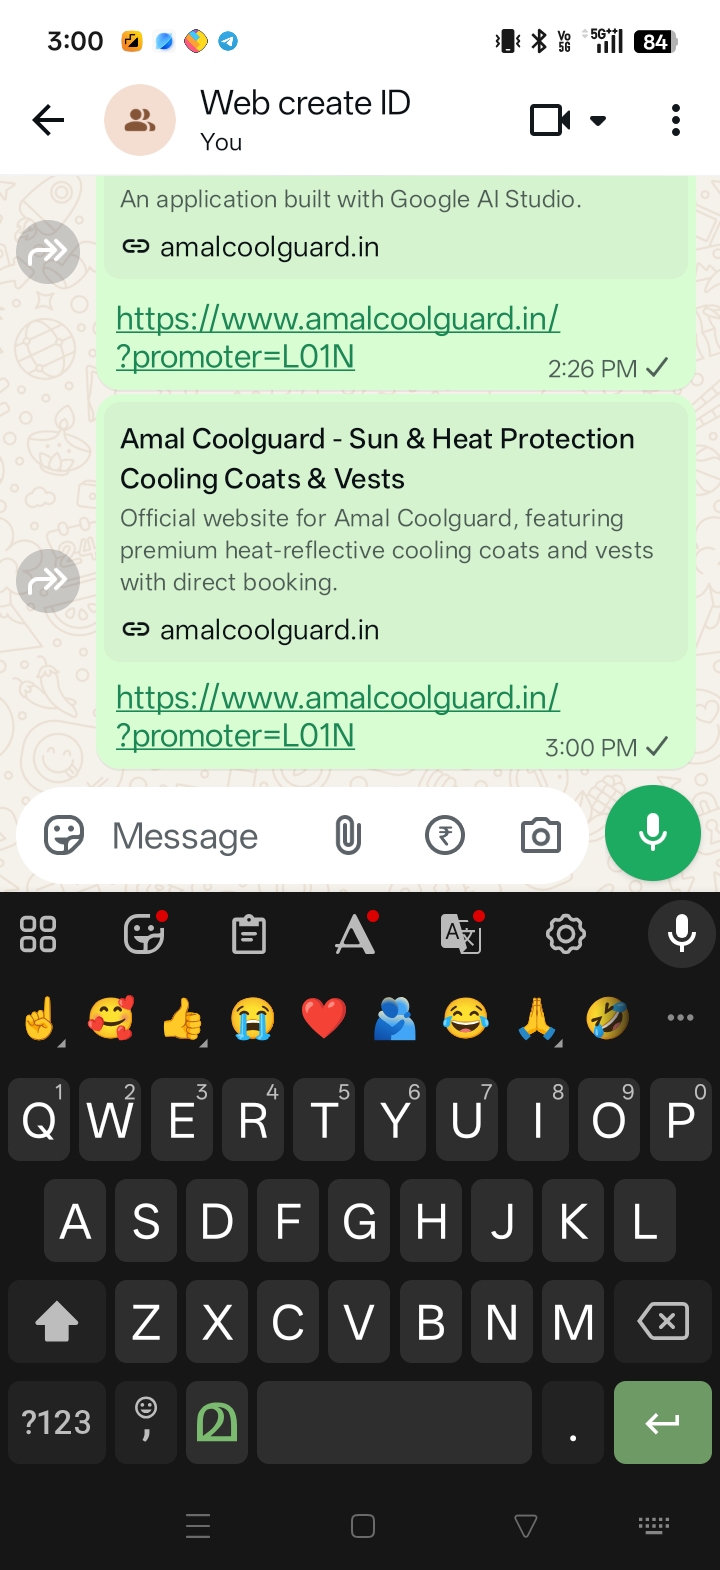 3:00
Vo
5G
5G++
84
Web create ID
You
An application built with Google AI Studio.
amalcoolguard.in
https://www.amalcoolguard.in/
?promoter=L01N
2:26 PM
Amal Coolguard - Sun & Heat Protection
Cooling Coats & Vests
Official website for Amal Coolguard, featuring
premium heat-reflective cooling coats and vests
with direct booking.
amalcoolguard.in
https://www.amalcoolguard.in/
?promoter=L01N
3:00 PM
Message
1 2 3 4 5 6 7 8 9 0
Q W E R T Y U I O P
A S D F G H J K L
Z X C V B N M
?123 , മ .